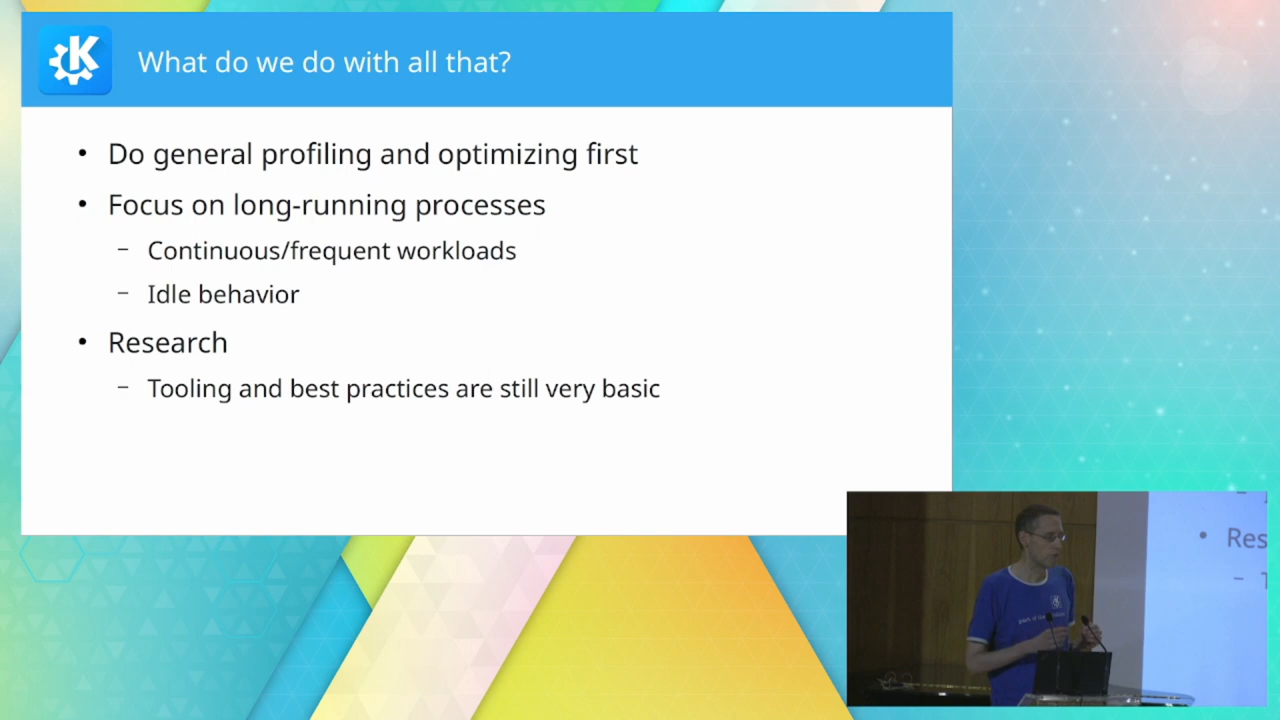 What do we do with all that?
• Do general profiling and optimizing first
• Focus on long-running processes
– Continuous/frequent workloads
– Idle behavior
• Research
– Tooling and best practices are still very basic
• Res